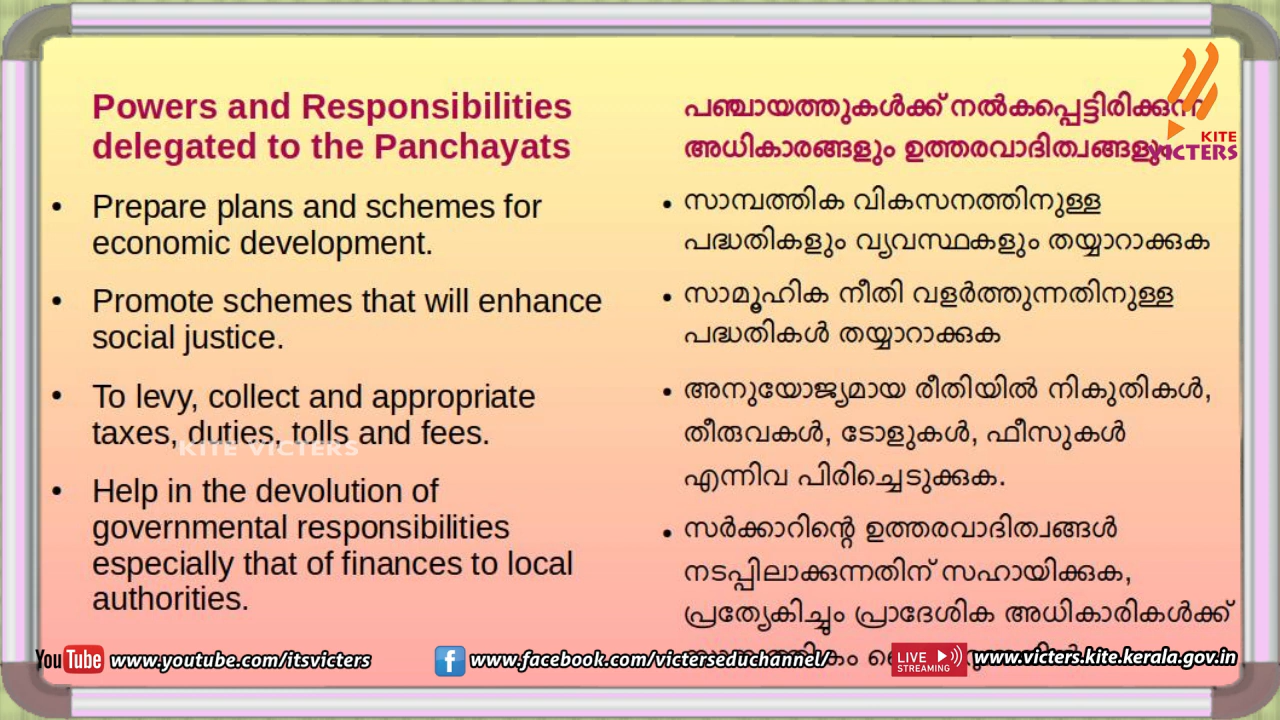 Powers and Responsibilities
delegated to the Panchayats
• Prepare plans and schemes for
economic development.
• Promote schemes that will enhance
social justice.
• To levy, collect and appropriate
taxes, duties, tolls and fees.
• Help in the devolution of
governmental responsibilities
especially that of finances to local
authorities.
പഞ്ചായത്തുകൾക്ക് നൽകപ്പെട്ടിരിക്കുന്ന
അധികാരങ്ങളും ഉത്തരവാദിത്വങ്ങളും
• സാമ്പത്തിക വികസനത്തിനുള്ള
പദ്ധതികളും വ്യവസ്ഥകളും തയ്യാറാക്കുക
• സാമൂഹിക നീതി വളർത്തുന്നതിനുള്ള
പദ്ധതികൾ തയ്യാറാക്കുക
• അനുയോജ്യമായ രീതിയിൽ നികുതികൾ,
തീരുവകൾ, ടോളുകൾ, ഫീസുകൾ
എന്നിവ പിരിച്ചെടുക്കുക.
• സർക്കാറിന്റെ ഉത്തരവാദിത്വങ്ങൾ
നടപ്പിലാക്കുന്നതിന് സഹായിക്കുക,
പ്രത്യേകിച്ചും പ്രാദേശിക അധികാരികൾക്ക്
KITE
VICTERS
KITE VICTERS
YouTube www.youtube.com/itsvicters
f www.facebook.com/victerseduchannel/
LIVE
STREAMING
www.victers.kite.kerala.gov.in